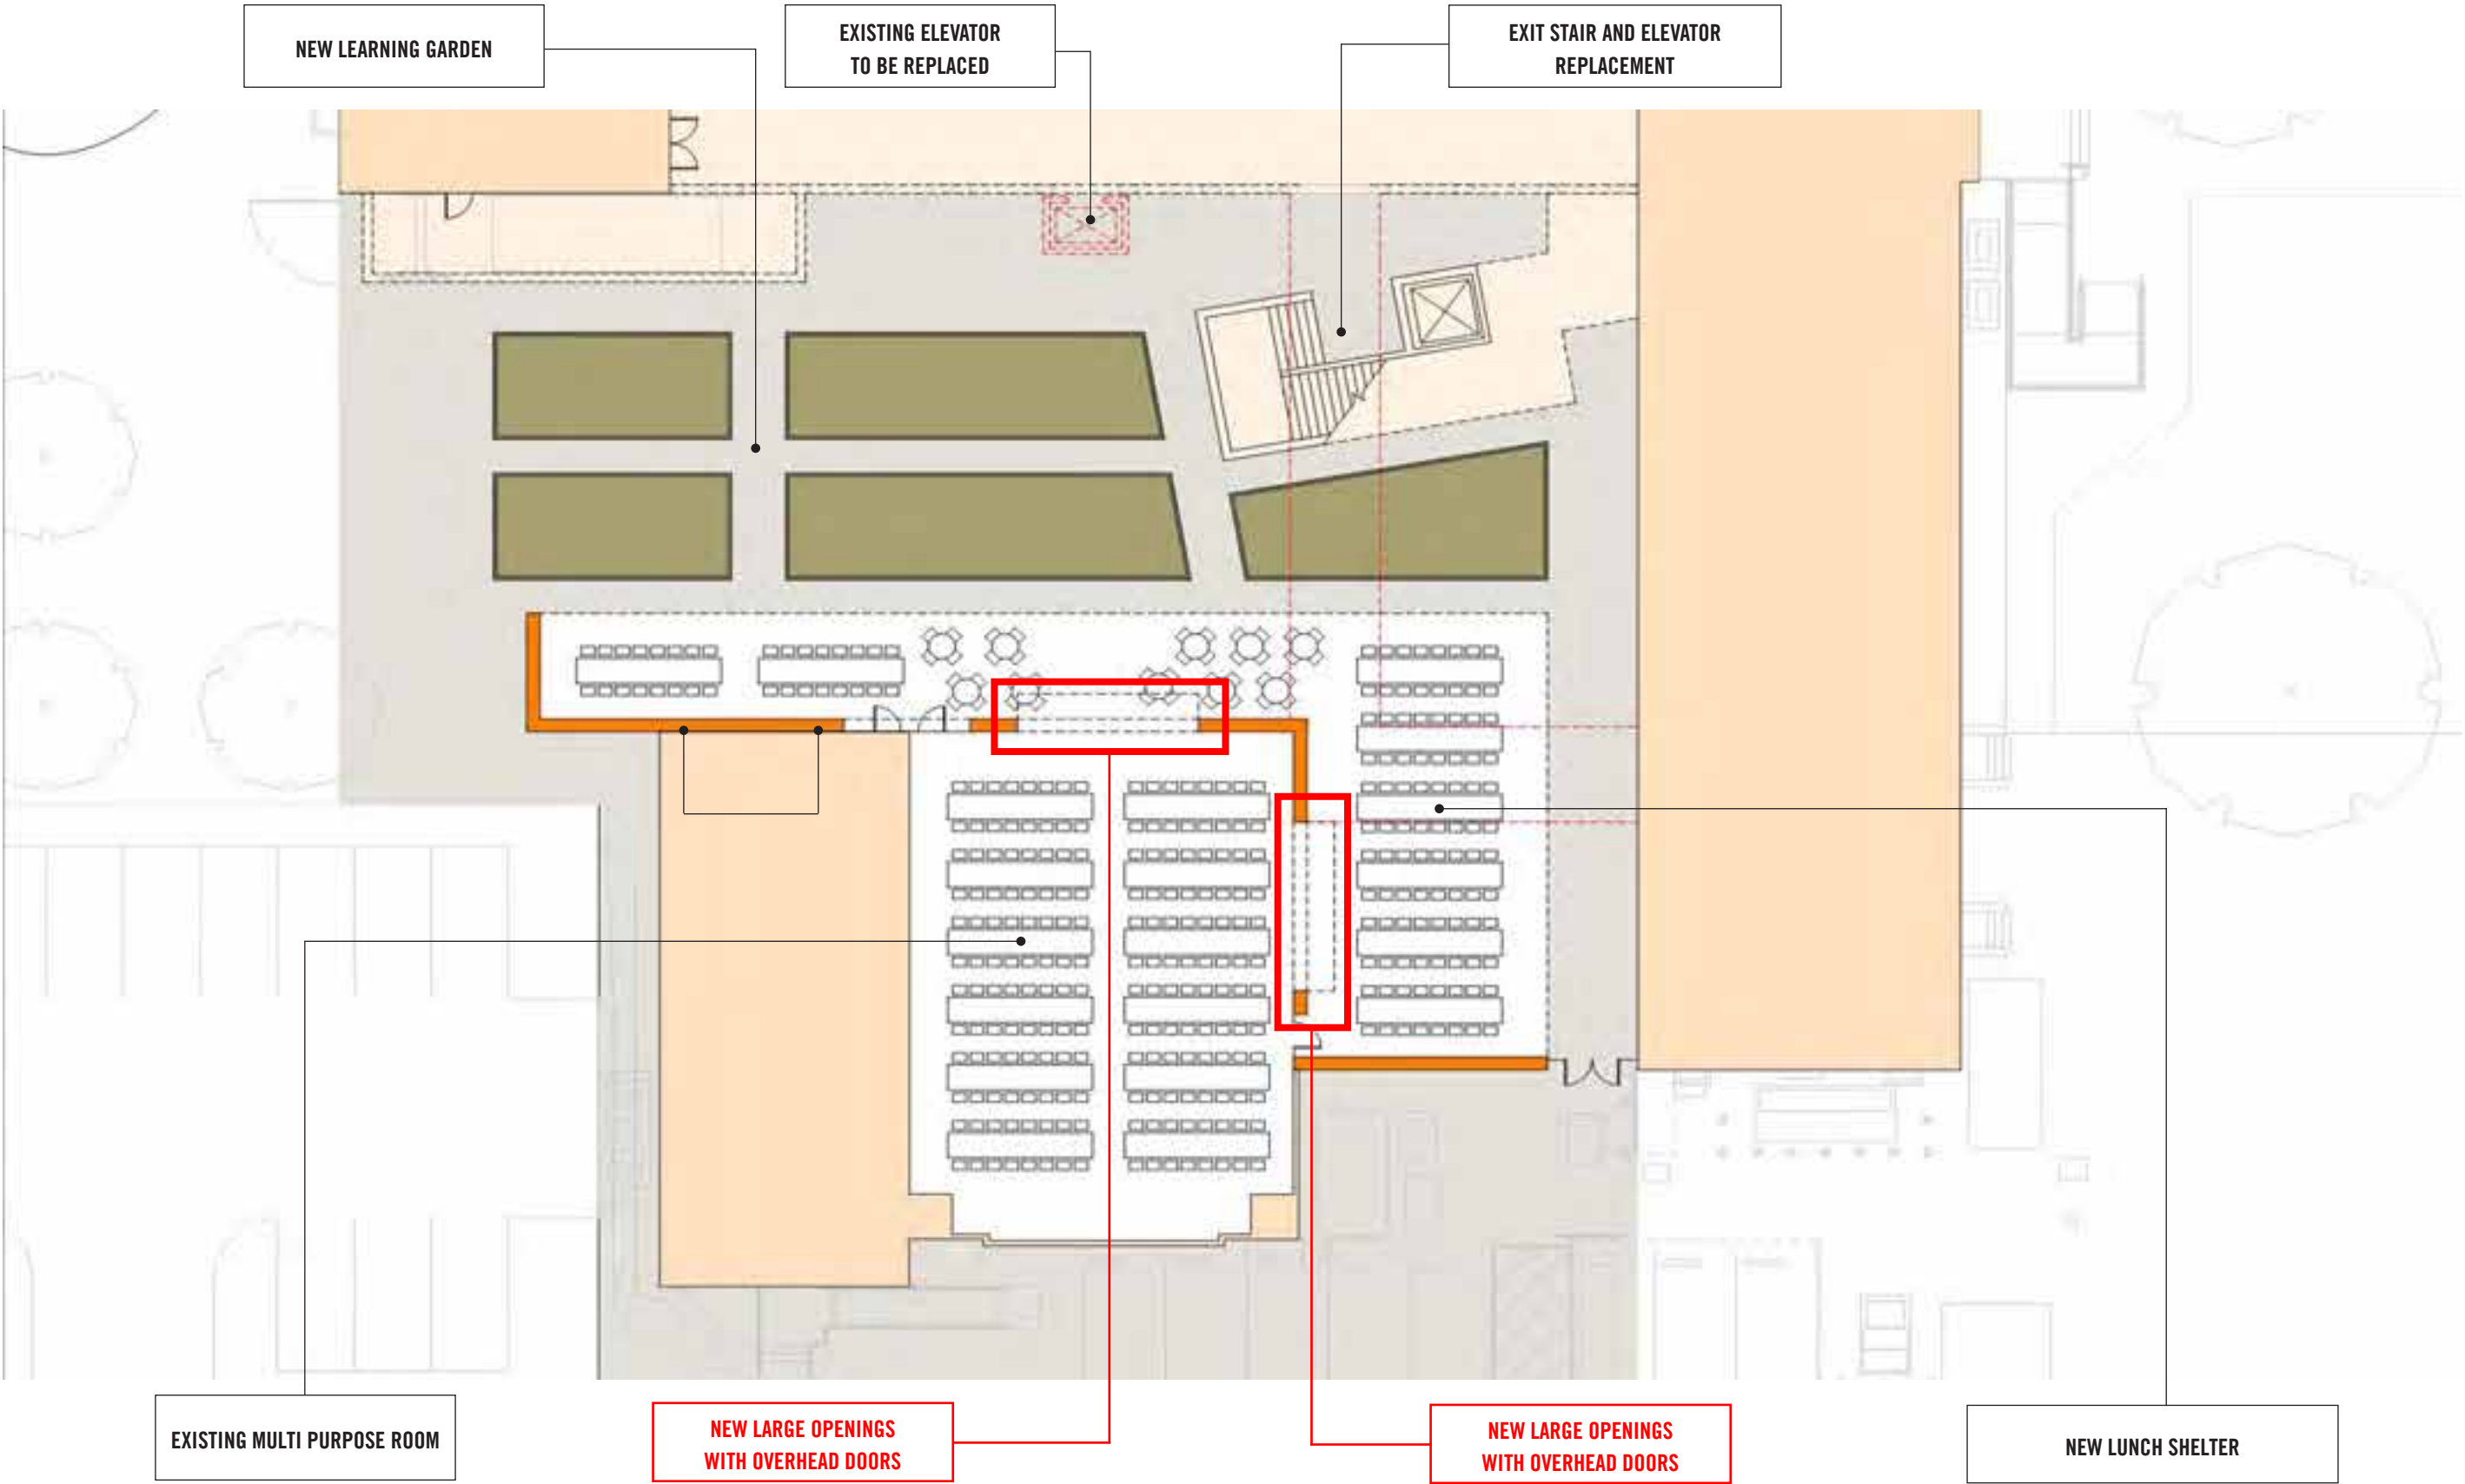 NEW LEARNING GARDEN
EXISTING ELEVATOR
TO BE REPLACED
EXIT STAIR AND ELEVATOR
REPLACEMENT
EXISTING MULTI PURPOSE ROOM
NEW LARGE OPENINGS
WITH OVERHEAD DOORS
NEW LARGE OPENINGS
WITH OVERHEAD DOORS
NEW LUNCH SHELTER